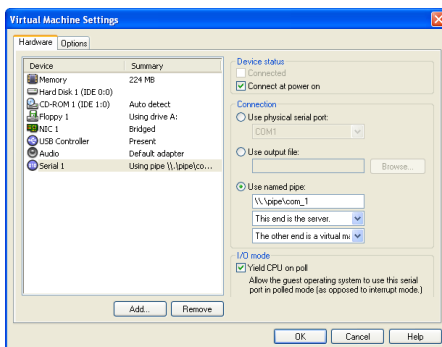 Virtual Machine Settings
Hardware Options
Device Summary
Memory 224 MB
Hard Disk 1 (IDE 0:0)
CD-ROM 1 (IDE 1:0) Auto detect
Floppy 1 Using drive A:
NIC 1 Bridged
USB Controller Present
Audio Default adapter
Serial 1 Using pipe \\.\pipe\co...
Add... Remove
Device status
Connected
Connect at power on
Connection
Use physical serial port:
COM1
Use output file:
Browse...
Use named pipe:
\\.\pipe\com_1
This end is the server.
The other end is a virtual
I/O mode
Yield CPU on poll
Allow the guest operating system to use this serial
port in polled mode (as opposed to interrupt mode.)
OK Cancel Help